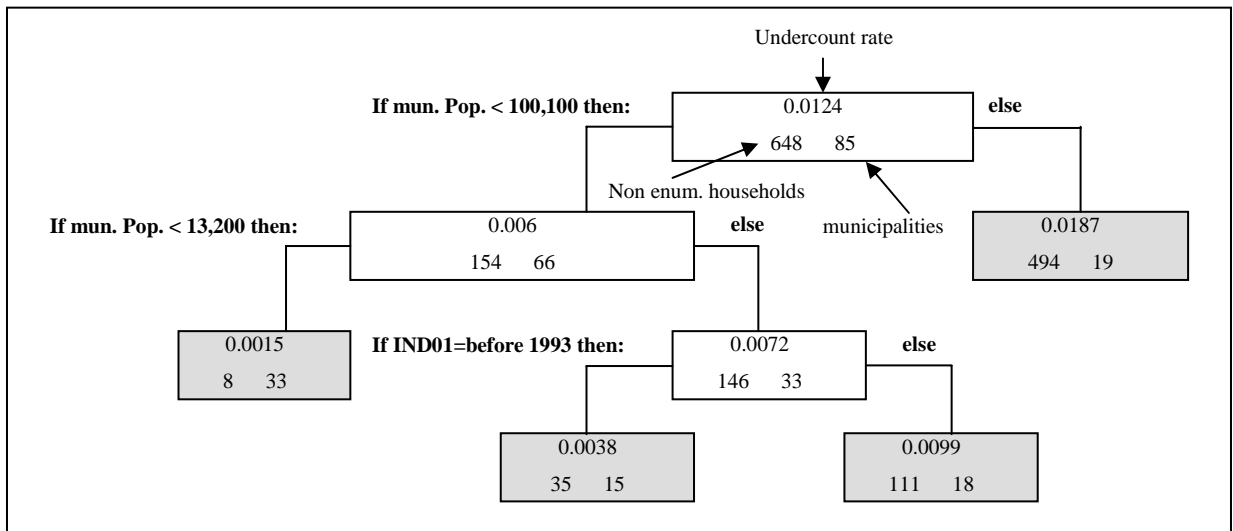 Undercount rate
If mun. Pop. < 100,100 then:
0.0124
else
648 85
Non enum. households
municipalities
If mun. Pop. < 13,200 then:
0.006
else
154 66
0.0187
494 19
0.0015
8 33
If IND01=before 1993 then:
0.0072
else
146 33
0.0038
35 15
0.0099
111 18